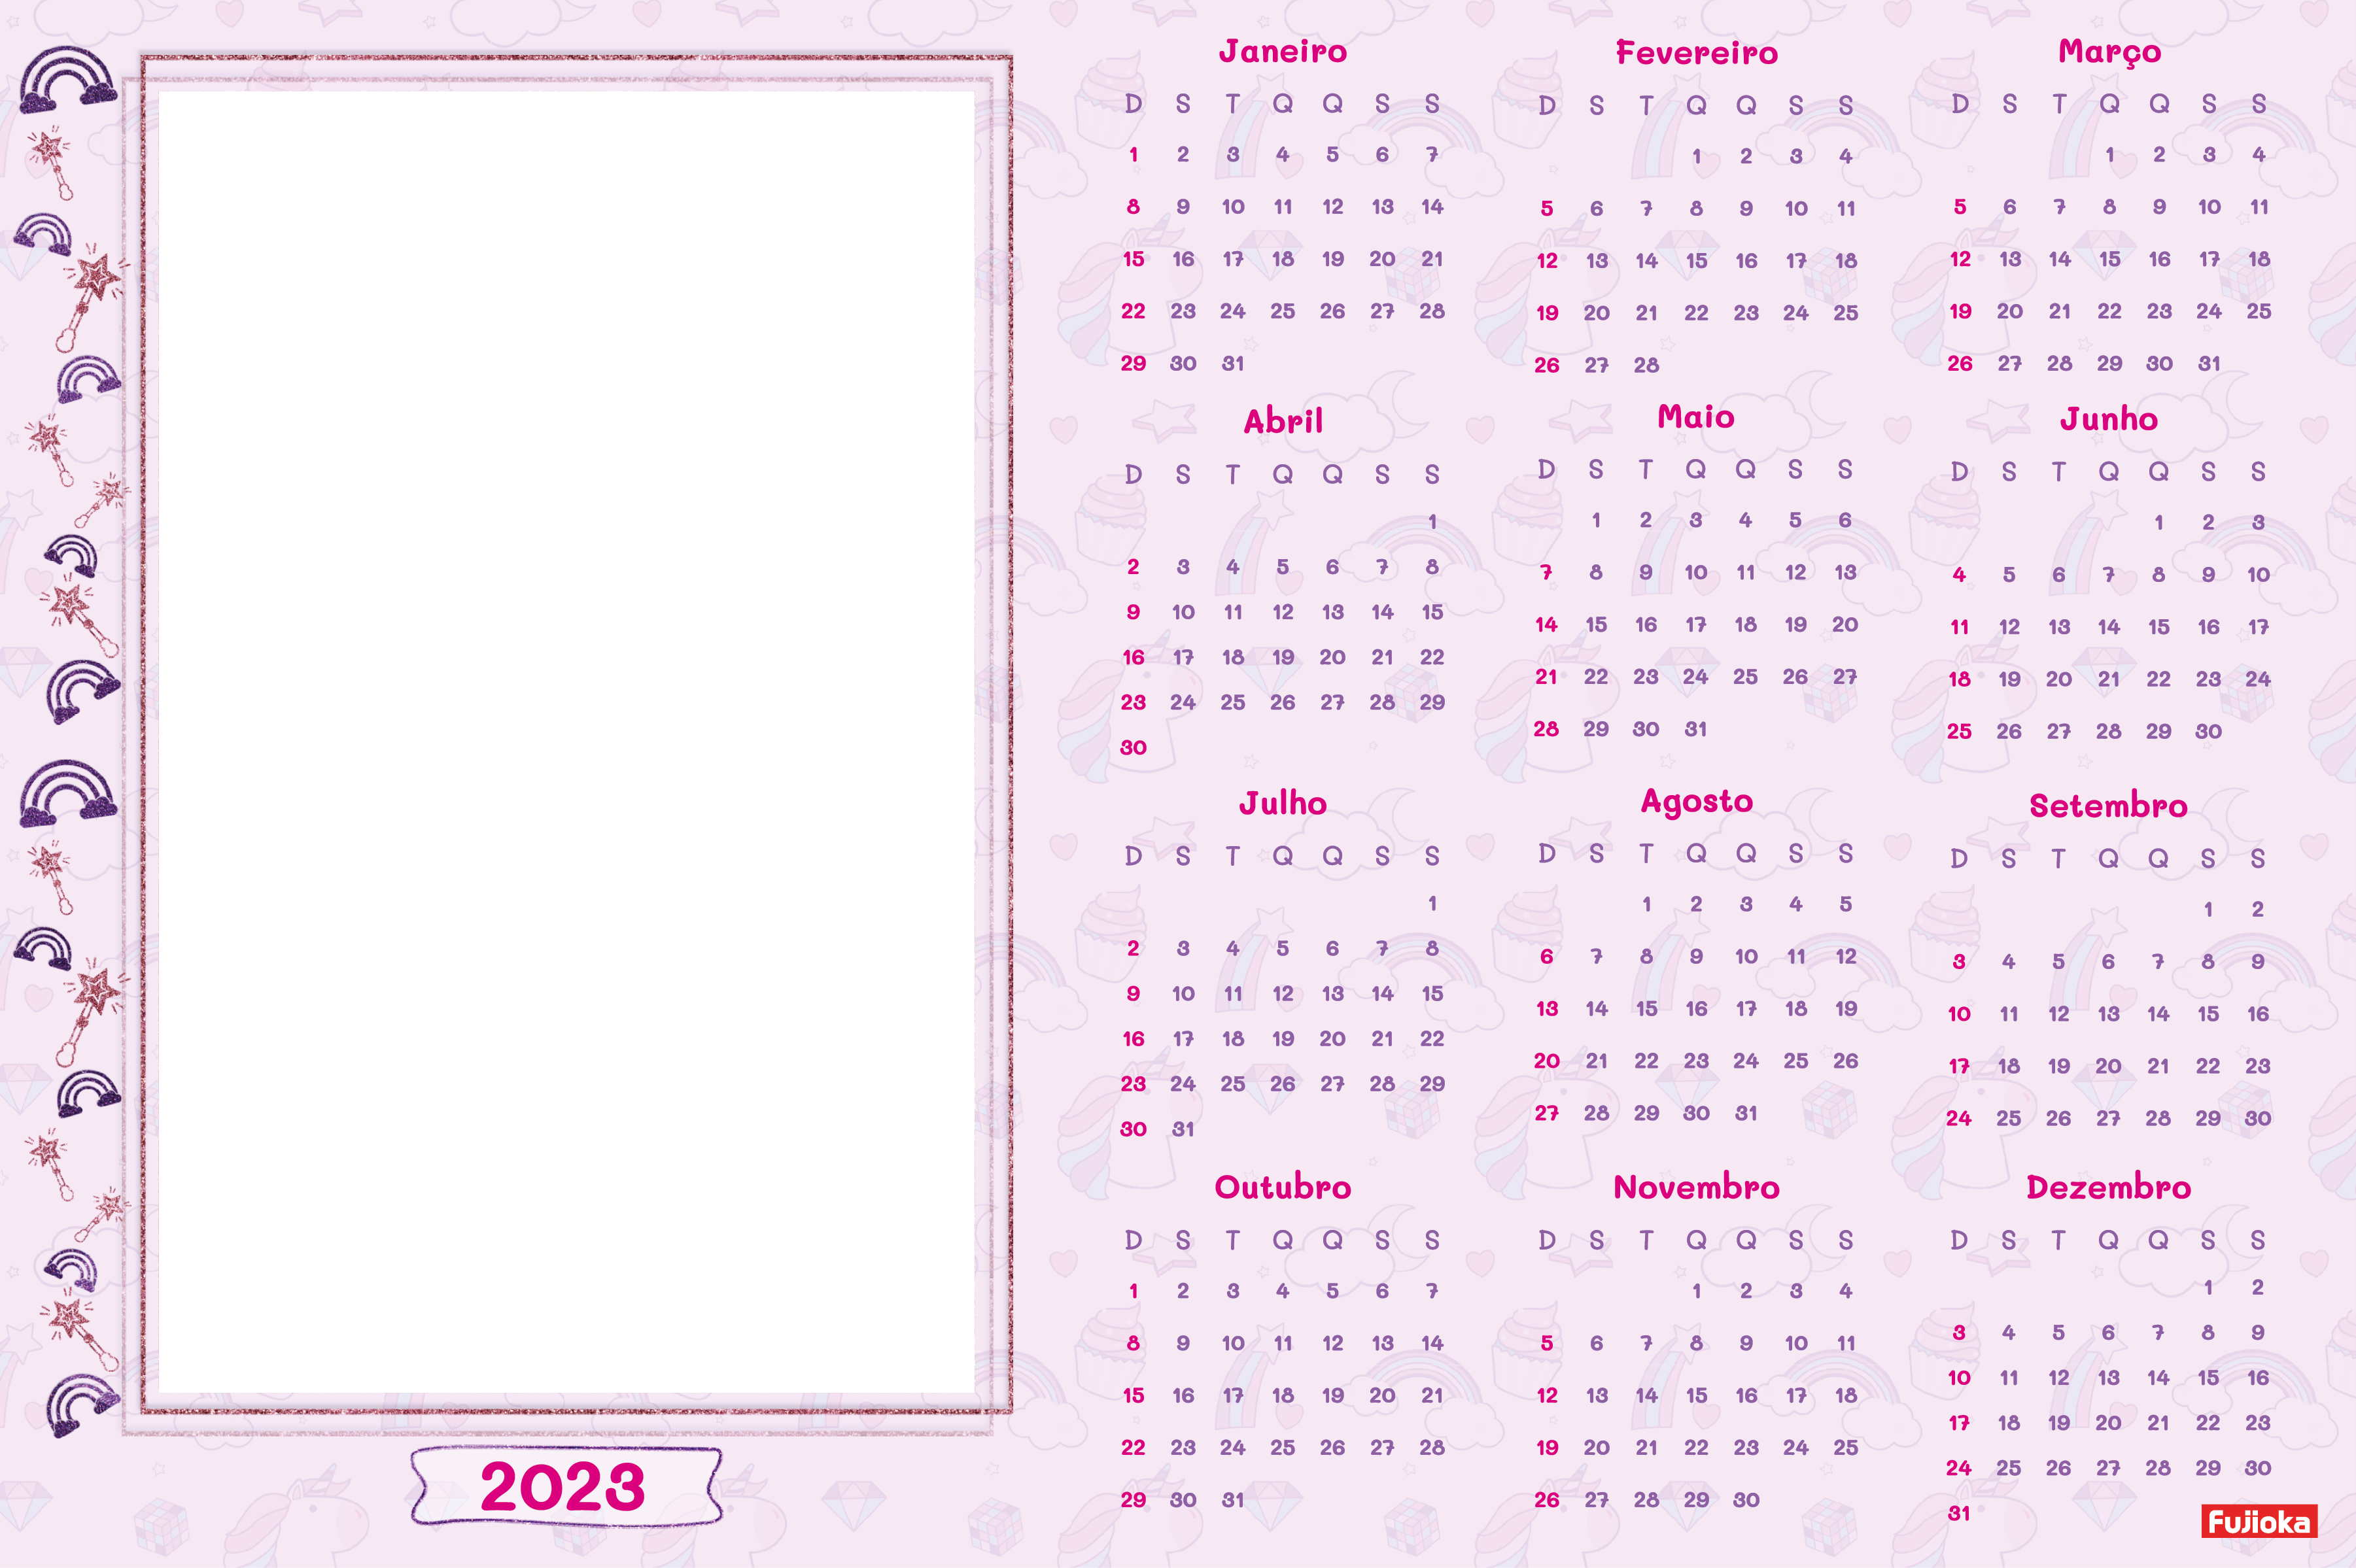 Janeiro
D S T Q Q S S
1 2 3 4 5 6 7
8 9 10 11 12 13 14
15 16 17 18 19 20 21
22 23 24 25 26 27 28
29 30 31
Fevereiro
D S T Q Q S S
1 2 3 4
5 6 7 8 9 10 11
12 13 14 15 16 17 18
19 20 21 22 23 24 25
26 27 28
Março
D S T Q Q S S
1 2 3 4
5 6 7 8 9 10 11
12 13 14 15 16 17 18
19 20 21 22 23 24 25
26 27 28 29 30 31
Abril
D S T Q Q S S
1
2 3 4 5 6 7 8
9 10 11 12 13 14 15
16 17 18 19 20 21 22
23 24 25 26 27 28 29
30
Maio
D S T Q Q S S
1 2 3 4 5 6
7 8 9 10 11 12 13
14 15 16 17 18 19 20
21 22 23 24 25 26 27
28 29 30 31
Junho
D S T Q Q S S
1 2 3
4 5 6 7 8 9 10
11 12 13 14 15 16 17
18 19 20 21 22 23 24
25 26 27 28 29 30
Julho
D S T Q Q S S
1
2 3 4 5 6 7 8
9 10 11 12 13 14 15
16 17 18 19 20 21 22
23 24 25 26 27 28 29
30 31
Agosto
D S T Q Q S S
1 2 3 4 5
6 7 8 9 10 11 12
13 14 15 16 17 18 19
20 21 22 23 24 25 26
27 28 29 30 31
Setembro
D S T Q Q S S
1 2
3 4 5 6 7 8 9
10 11 12 13 14 15 16
17 18 19 20 21 22 23
24 25 26 27 28 29 30
Outubro
D S T Q Q S S
1 2 3 4 5 6 7
8 9 10 11 12 13 14
15 16 17 18 19 20 21
22 23 24 25 26 27 28
29 30 31
Novembro
D S T Q Q S S
1 2 3 4
5 6 7 8 9 10 11
12 13 14 15 16 17 18
19 20 21 22 23 24 25
26 27 28 29 30
Dezembro
D S T Q Q S S
1 2
3 4 5 6 7 8 9
10 11 12 13 14 15 16
17 18 19 20 21 22 23
24 25 26 27 28 29 30
31
2023
Fujioka